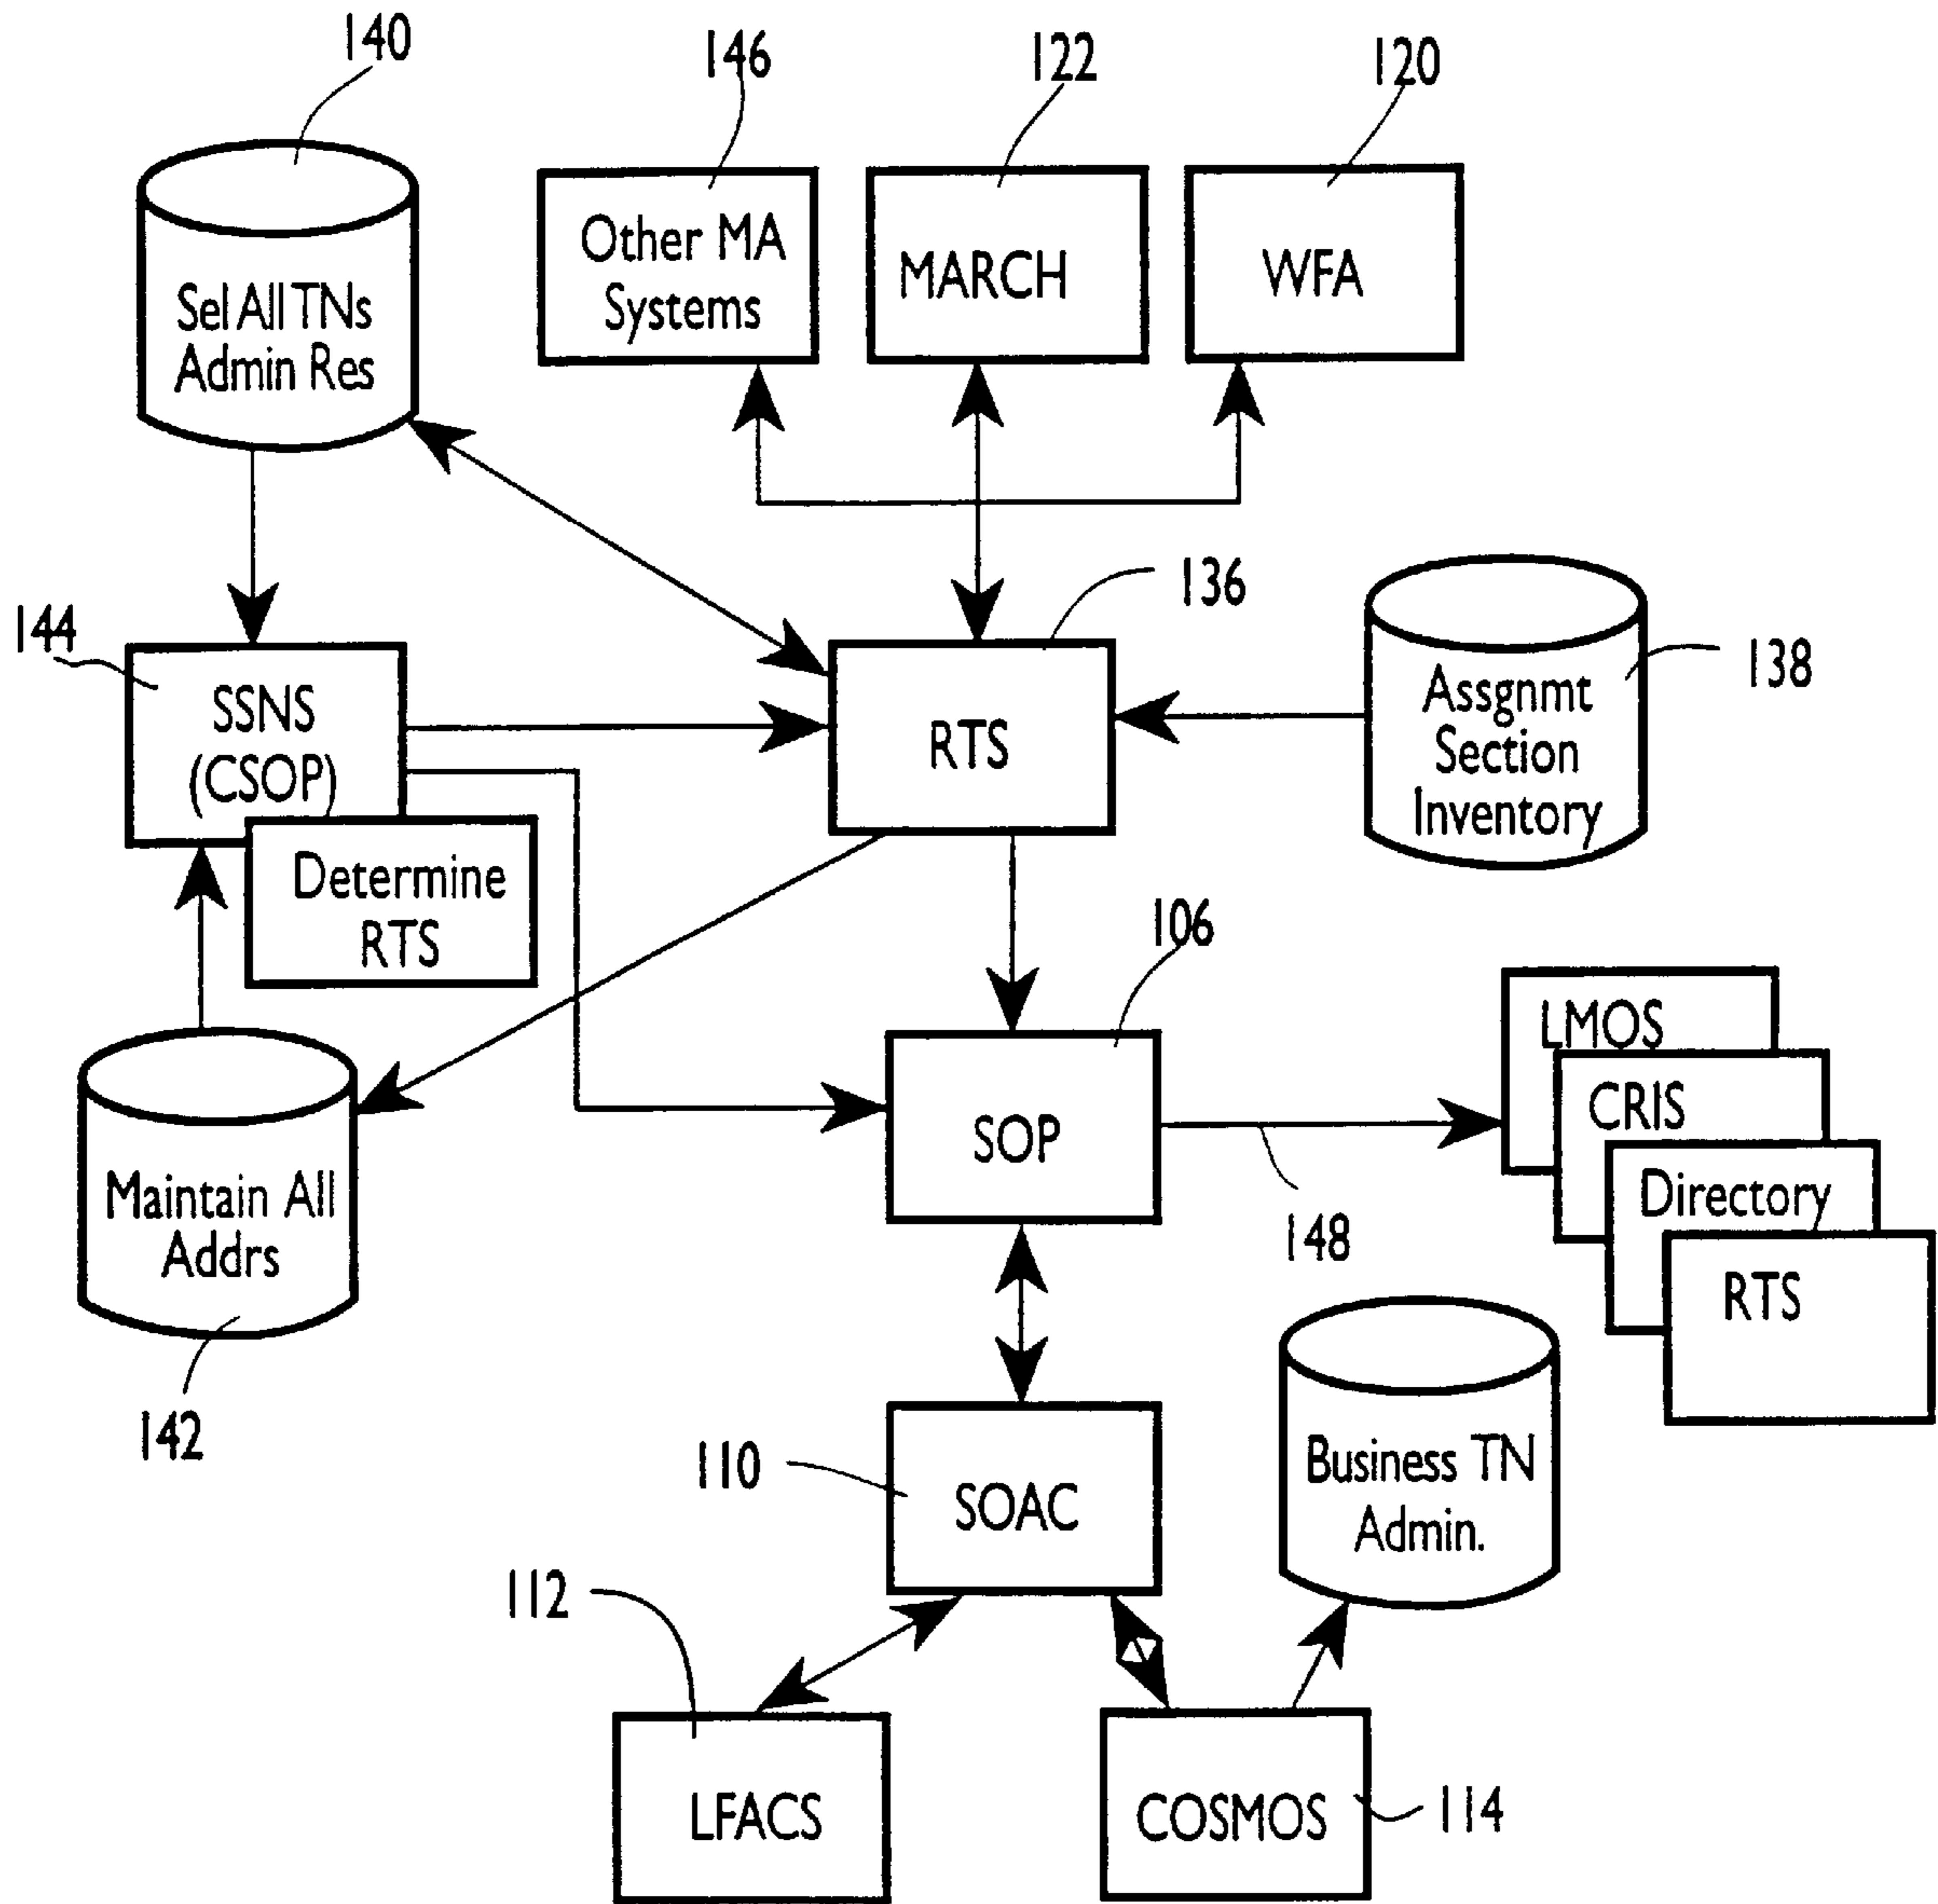 140
146
122
120
Other MA
Systems
MARCH
WFA
Sel All TNs
Admin Res
136
144
138
SSNS
(CSOP)
RTS
Assgnmt
Section
Inventory
Determine
RTS
106
LMOS
CRIS
SOP
Directory
Maintain All
Addrs
148
RTS
142
110
SOAC
Business TN
Admin.
112
LFACS
COSMOS
114